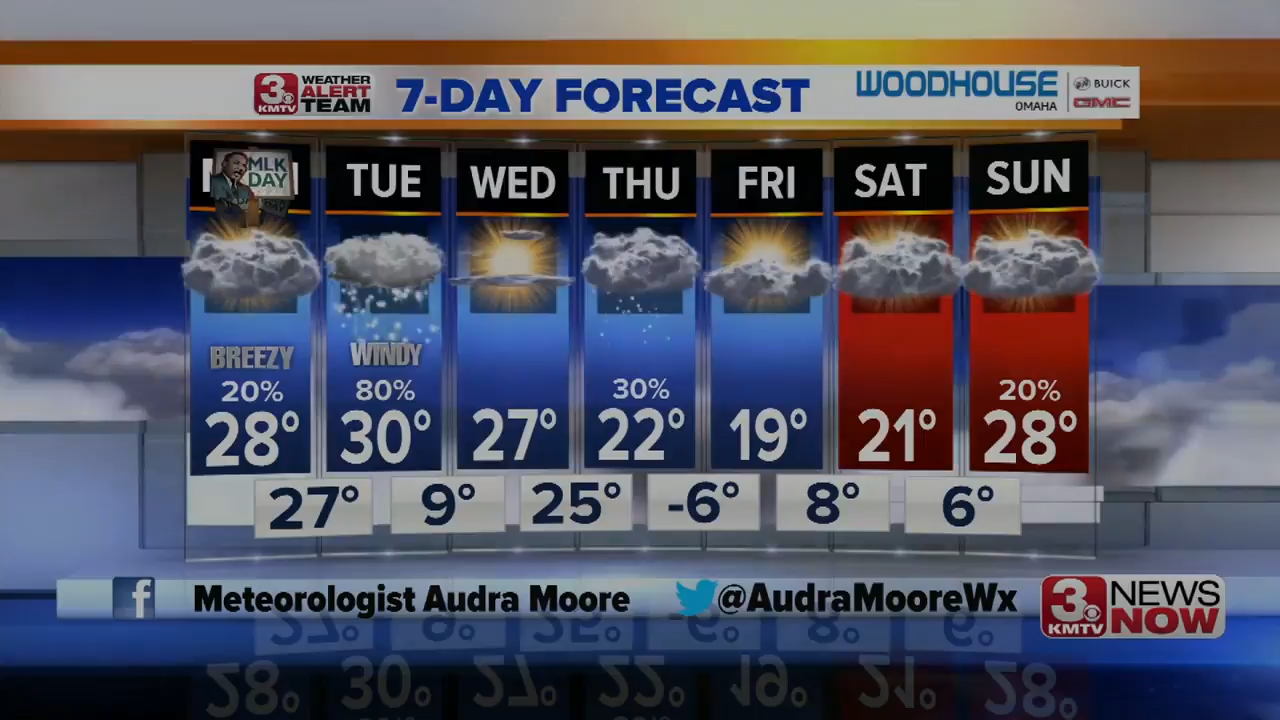 3 KMTV
WEATHER ALERT TEAM
7-DAY FORECAST
WOODHOUSE
OMAHA
BUICK
GMC
MLK DAY
TUE
WED
THU
FRI
SAT
SUN
BREEZY
WINDY
20%
80%
30%
20%
28°
30°
27°
22°
19°
21°
28°
27°
9°
25°
-6°
8°
6°
f
Meteorologist Audra Moore
@AudraMooreWx
3 KMTV
NEWS NOW